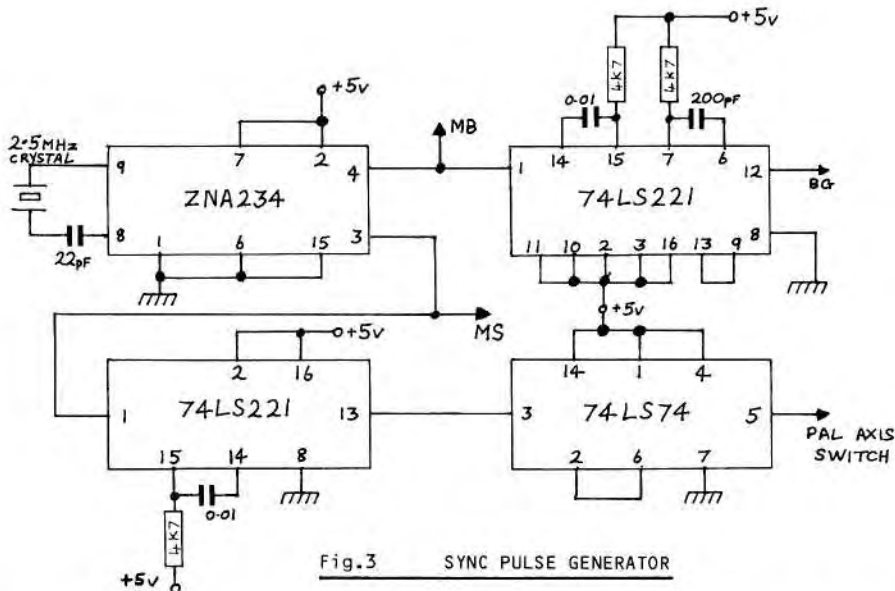 +5v
4K7
4K7
0.01
200pF
+5v
MB
14
15
7
6
2.5MHz
CRYSTAL
7
2
9
4
1
12
BG
ZNA234
74LS221
8
3
8
22pF
1
6
15
11
10
2
3
16
13
9
+5v
+5v
MS
2
16
14
1
4
74LS221
74LS74
1
13
3
5
PAL AXIS
SWITCH
15
14
8
2
6
7
0.01
4K7
+5v
Fig.3 SYNC PULSE GENERATOR